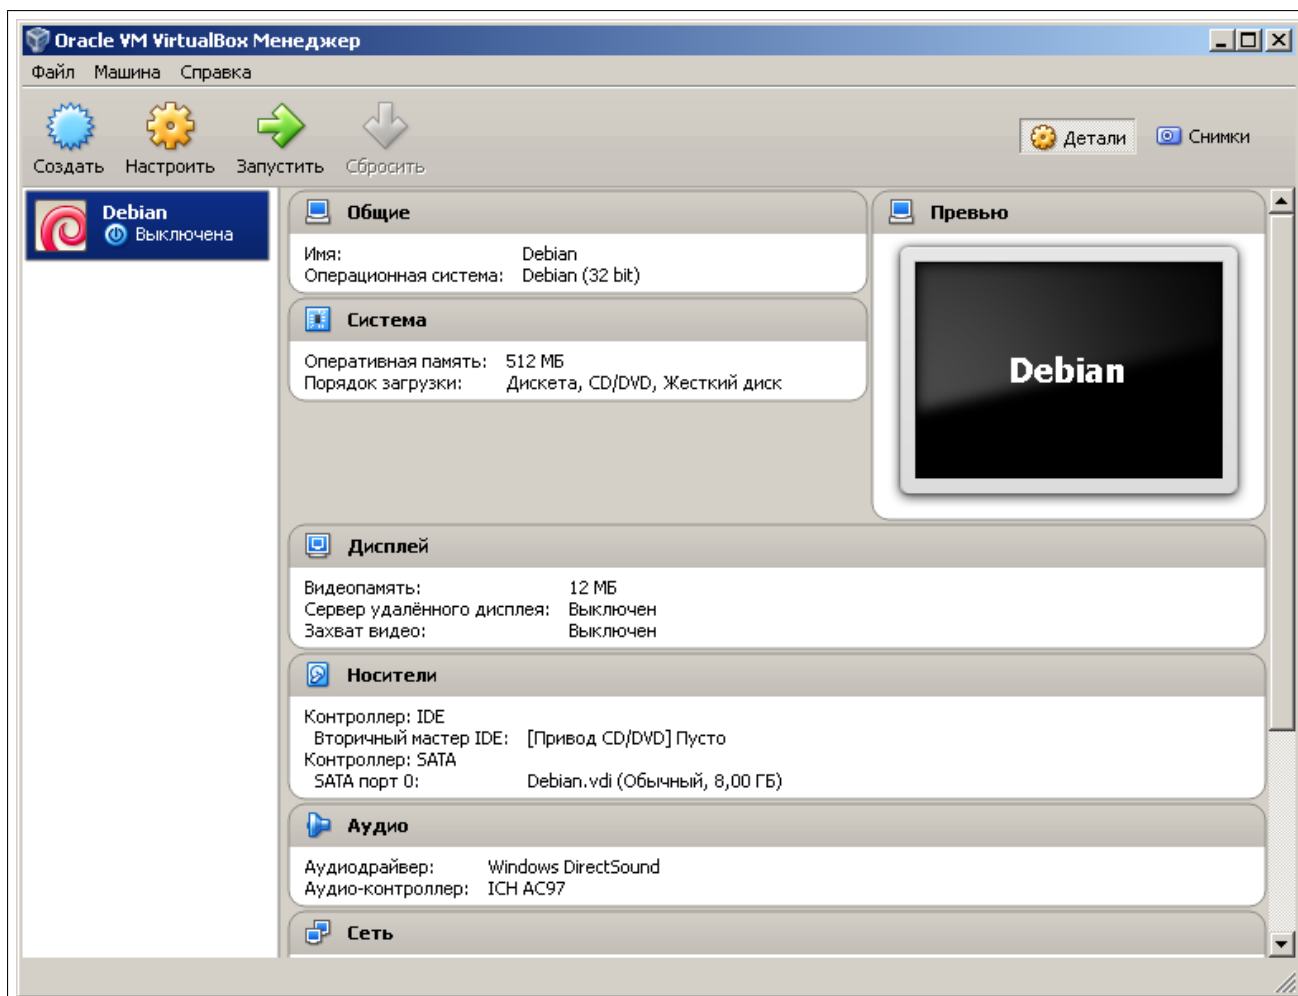 Oracle VM VirtualBox Менеджер
Файл Машина Справка
Создать Настроить Запустить Сбросить
Детали Снимки
Debian
Выключена
Общие
Имя: Debian
Операционная система: Debian (32 bit)
Система
Оперативная память: 512 МБ
Порядок загрузки: Дискета, CD/DVD, Жесткий диск
Превью
Debian
Дисплей
Видеопамять: 12 МБ
Сервер удалённого дисплея: Выключен
Захват видео: Выключен
Носители
Контроллер: IDE
Вторичный мастер IDE: [Привод CD/DVD] Пусто
Контроллер: SATA
SATA порт 0: Debian.vdi (Обычный, 8,00 ГБ)
Аудио
Аудиодрайвер: Windows DirectSound
Аудио-контроллер: ICH AC97
Сеть